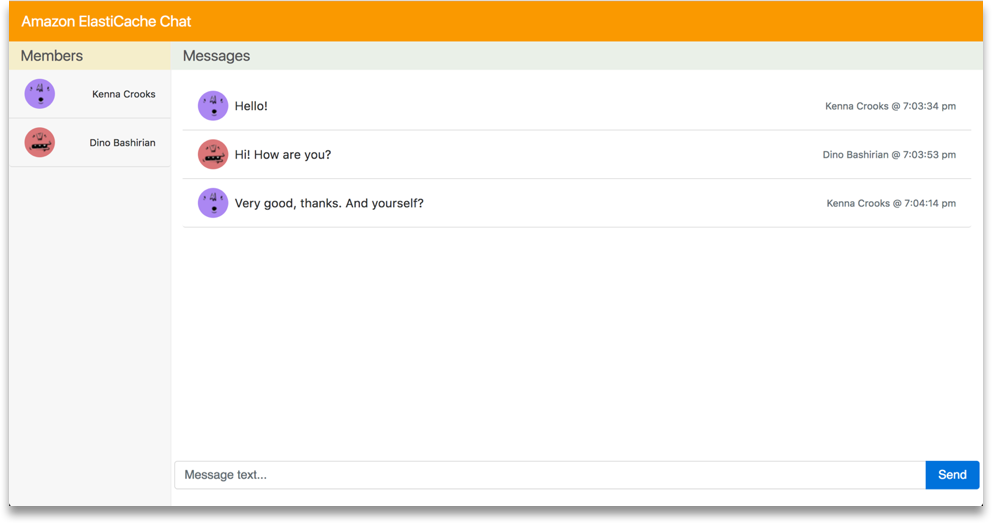 Amazon ElastiCache Chat
Members
Kenna Crooks
Dino Bashirian
Messages
Hello! Kenna Crooks @ 7:03:34 pm
Hi! How are you? Dino Bashirian @ 7:03:53 pm
Very good, thanks. And yourself? Kenna Crooks @ 7:04:14 pm
Message text... Send